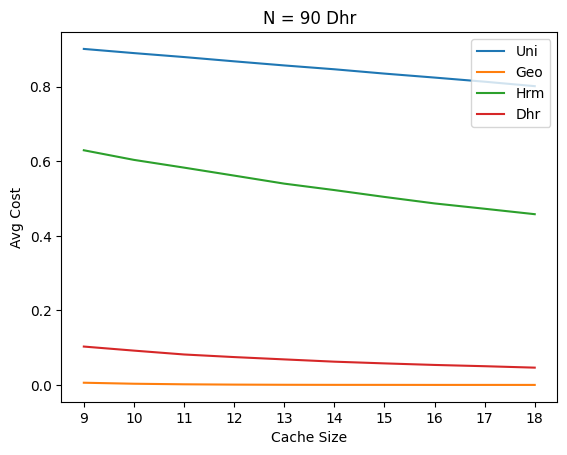 N = 90 Dhr
Uni
Geo
Hrm
Dhr
Avg Cost
0.8
0.6
0.4
0.2
0.0
9 10 11 12 13 14 15 16 17 18
Cache Size